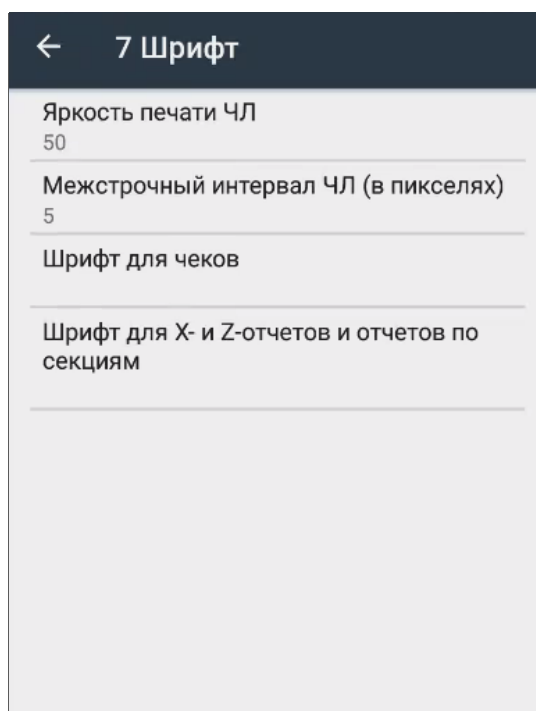 7 Шрифт
Яркость печати ЧЛ
50
Межстрочный интервал ЧЛ (в пикселях)
5
Шрифт для чеков
Шрифт для X- и Z-отчетов и отчетов по
секциям